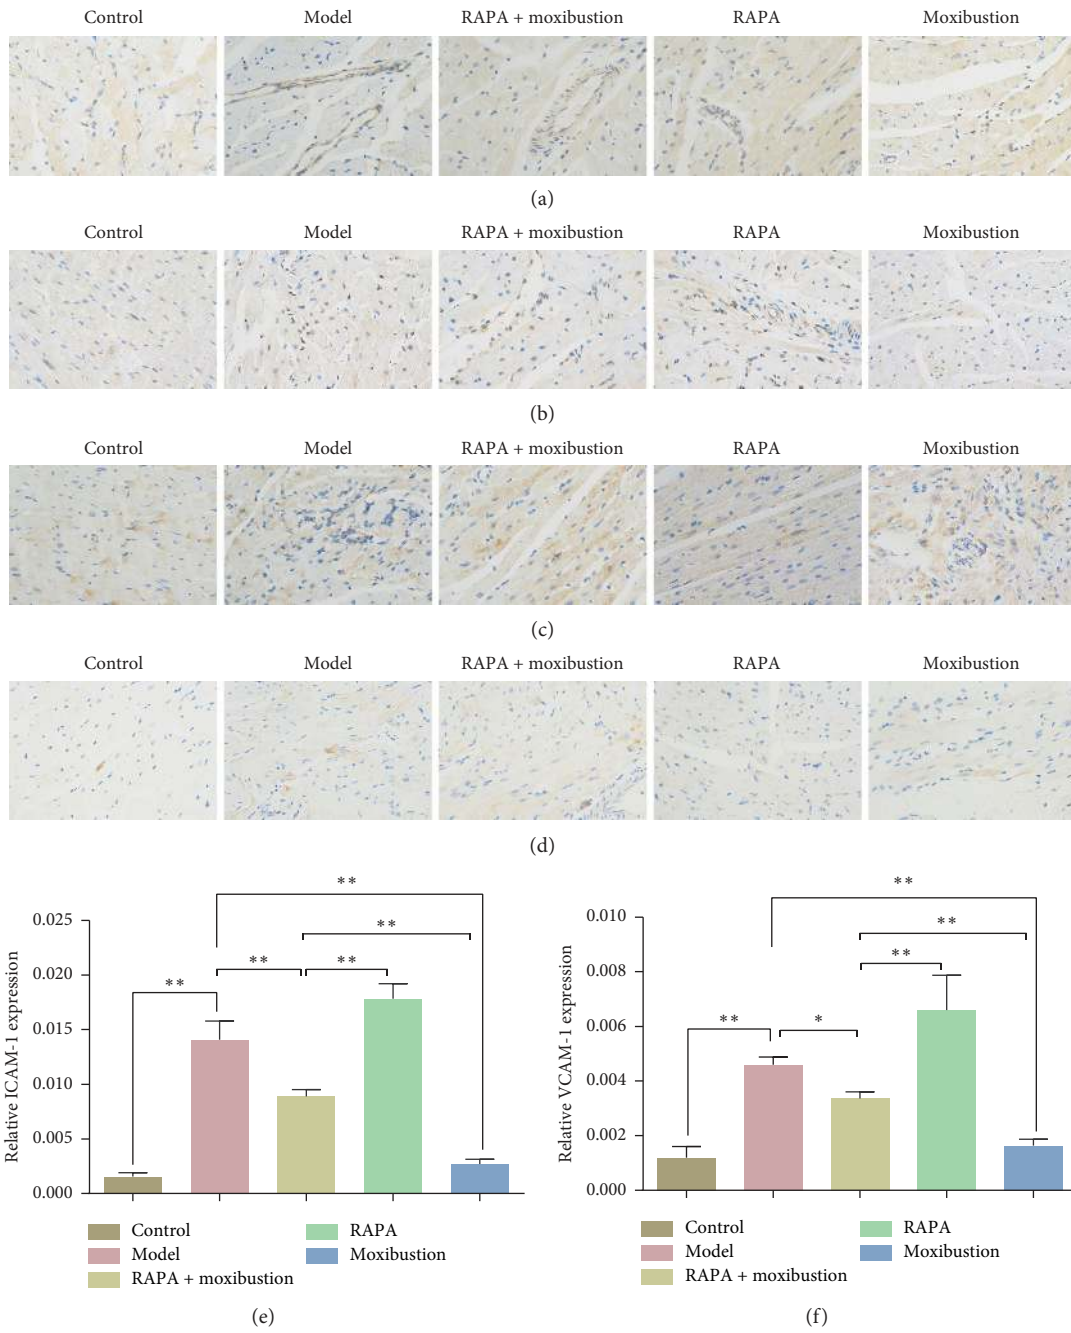 Control Model RAPA + moxibustion RAPA Moxibustion
(a)
Control Model RAPA + moxibustion RAPA Moxibustion
(b)
Control Model RAPA + moxibustion RAPA Moxibustion
(c)
Control Model RAPA + moxibustion RAPA Moxibustion
(d)
Relative ICAM-1 expression
0.025
0.020
0.015
0.010
0.005
0.000
**
**
**
**
**
Control
Model
RAPA + moxibustion
RAPA
Moxibustion
(e)
Relative VCAM-1 expression
0.010
0.008
0.006
0.004
0.002
0.000
**
**
**
**
*
Control
Model
RAPA + moxibustion
RAPA
Moxibustion
(f)